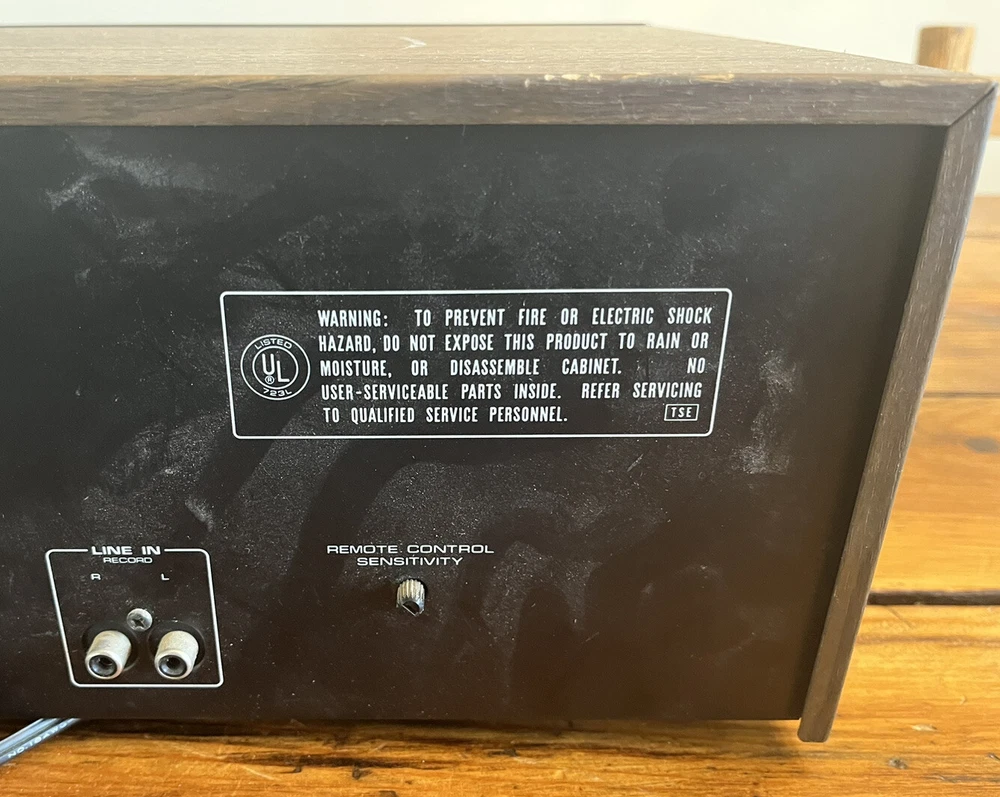 WARNING: TO PREVENT FIRE OR ELECTRIC SHOCK
HAZARD, DO NOT EXPOSE THIS PRODUCT TO RAIN OR
MOISTURE, OR DISASSEMBLE CABINET. NO
USER-SERVICEABLE PARTS INSIDE. REFER SERVICING
TO QUALIFIED SERVICE PERSONNEL.
TSE
LISTED
UL
®
723L
LINE IN
RECORD
R L
REMOTE CONTROL
SENSITIVITY